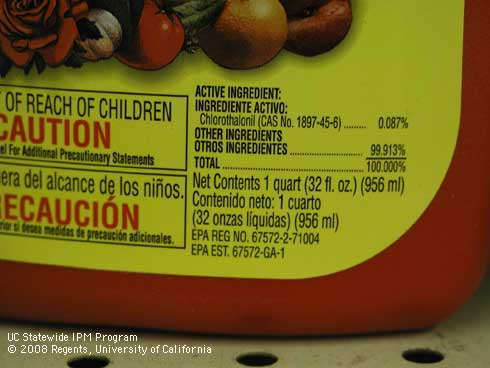 OF REACH OF CHILDREN
CAUTION
For Additional Precautionary Statements
del alcance de los niños.
PRECAUCIÓN
si desea medidas de precaución adicionales.
ACTIVE INGREDIENT:
INGREDIENTE ACTIVO:
Chlorothalonil (CAS No. 1897-45-6) ......... 0.087%
OTHER INGREDIENTS
OTROS INGREDIENTES ......................... 99.913%
TOTAL ............................................. 100.000%
Net Contents 1 quart (32 fl. oz.) (956 ml)
Contenido neto: 1 cuarto
(32 onzas líquidas) (956 ml)
EPA REG NO. 67572-2-71004
EPA EST. 67572-GA-1
UC Statewide IPM Program
© 2008 Regents, University of California